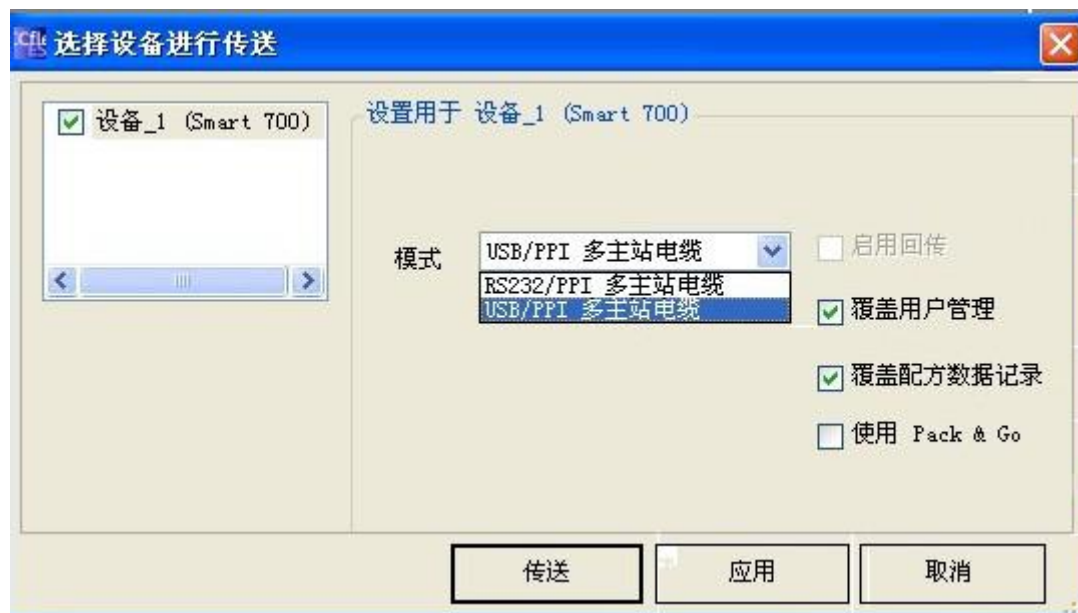 选择设备进行传送
设备_1 (Smart 700)
设置用于 设备_1 (Smart 700)
模式
USB/PPI 多主站电缆
RS232/PPI 多主站电缆
USB/PPI 多主站电缆
启用回传
覆盖用户管理
覆盖配方数据记录
使用 Pack & Go
传送
应用
取消